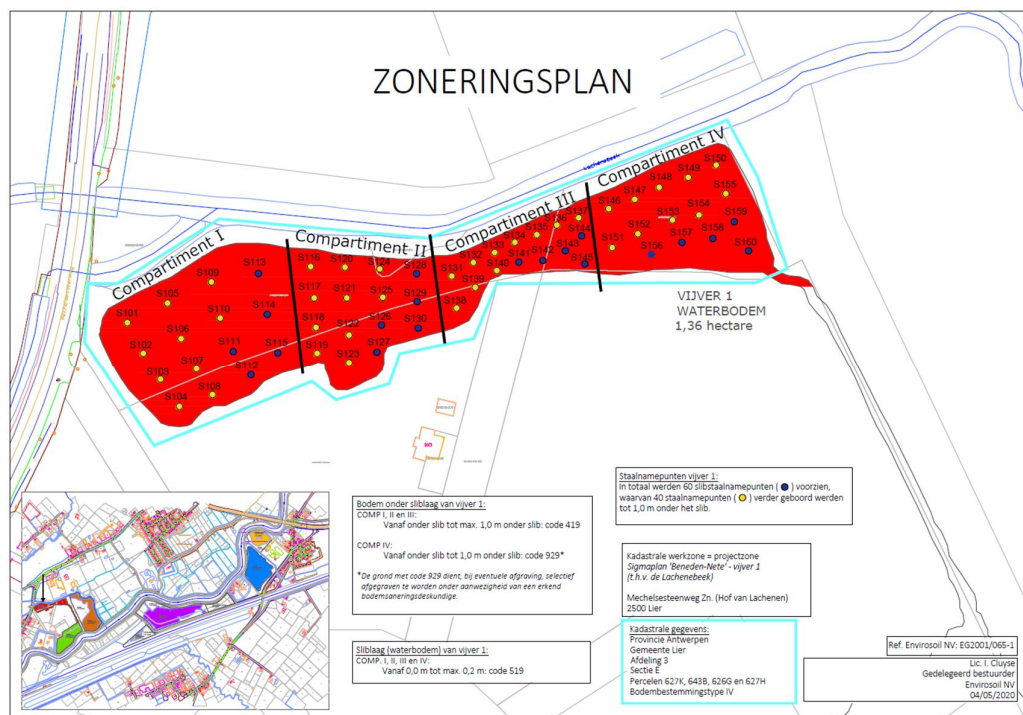 ZONERINGSPLAN
Lachenebeek
Compartiment I
Compartiment II
Compartiment III
Compartiment IV
S101
S102
S103
S104
S105
S106
S107
S108
S109
S110
S111
S112
S113
S114
S115
S116
S117
S118
S119
S120
S121
S122
S123
S124
S125
S126
S127
S128
S129
S130
S131
S132
S133
S134
S135
S136
S137
S138
S139
S140
S141
S142
S143
S144
S145
S146
S147
S148
S149
S150
S151
S152
S153
S154
S155
S156
S157
S158
S159
S160
VIJVER 1
WATERBODEM
1,36 hectare
Bodem onder sliblaag van vijver 1:
COMP I, II en III:
Vanaf onder slib tot max. 1,0 m onder slib: code 419
COMP IV:
Vanaf onder slib tot 1,0 m onder slib: code 929*
*De grond met code 929 dient, bij eventuele afgraving, selectief
afgegraven te worden onder aanwezigheid van een erkend
bodemsaneringsdeskundige.
Sliblaag (waterbodem) van vijver 1:
COMP. I, II, III en IV:
Vanaf 0,0 m tot max. 0,2 m: code 519
Staalnamepunten vijver 1:
In totaal werden 60 slibstaalnamepunten ( ) voorzien,
waarvan 40 staalnamepunten ( ) verder geboord werden
tot 1,0 m onder het slib.
Kadastrale werkzone = projectzone
Sigmaplan 'Beneden-Nete' - vijver 1
(t.h.v. de Lachenebeek)
Mechelsesteenweg Zn. (Hof van Lachenen)
2500 Lier
Kadastrale gegevens:
Provincie Antwerpen
Gemeente Lier
Afdeling 3
Sectie E
Percelen 627K, 643B, 626G en 627H
Bodembestemmingstype IV
Ref. Envirosoil NV: EG2001/065-1
Lic. I. Cluyse
Gedelegeerd bestuurder
Envirosoil NV
04/05/2020